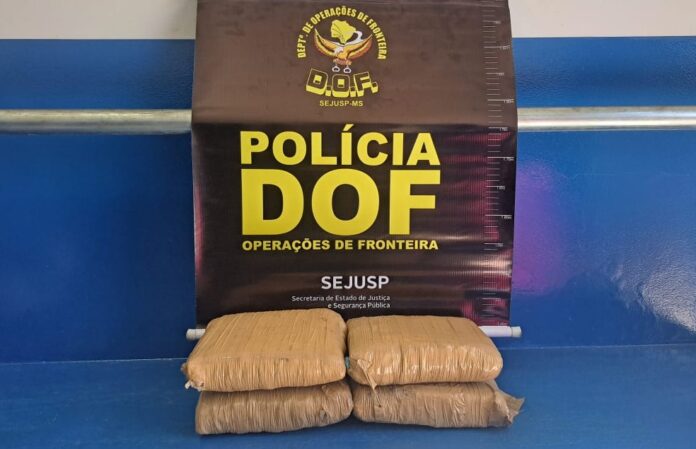 DEPTº. DE OPERAÇÕES DE FRONTEIRA
D.O.F.
SEJUSP-MS
POLÍCIA
DOF
OPERAÇÕES DE FRONTEIRA
SEJUSP
Secretaria de Estado de Justiça
e Segurança Pública